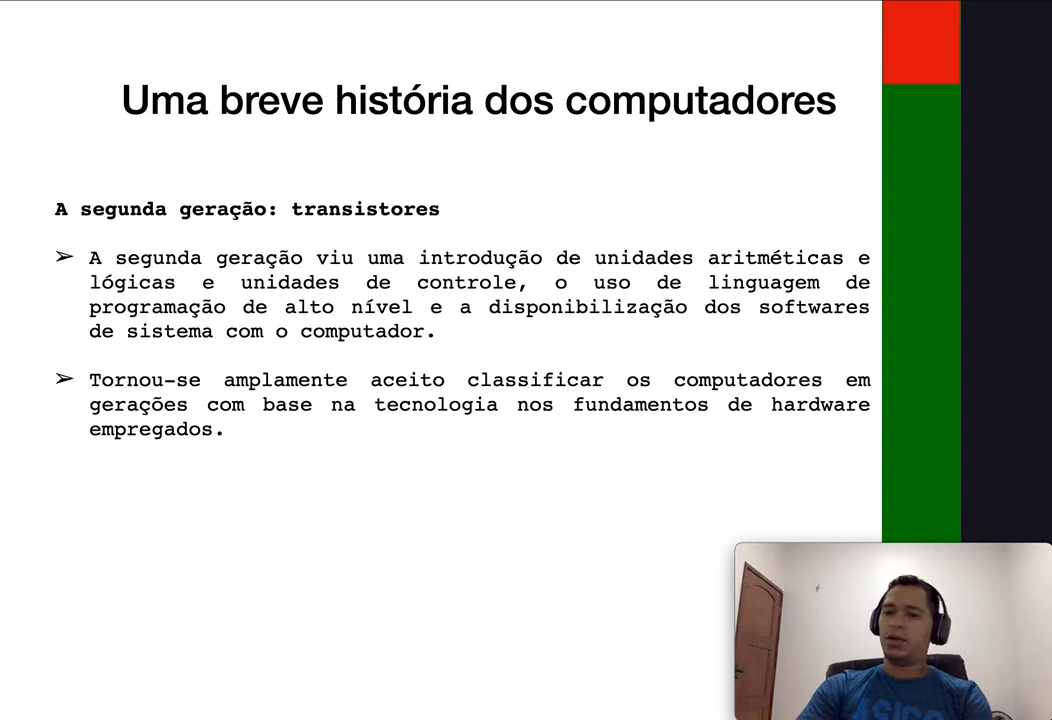 Uma breve história dos computadores
A segunda geração: transistores
➢ A segunda geração viu uma introdução de unidades aritméticas e
lógicas e unidades de controle, o uso de linguagem de
programação de alto nível e a disponibilização dos softwares
de sistema com o computador.
➢ Tornou-se amplamente aceito classificar os computadores em
gerações com base na tecnologia nos fundamentos de hardware
empregados.